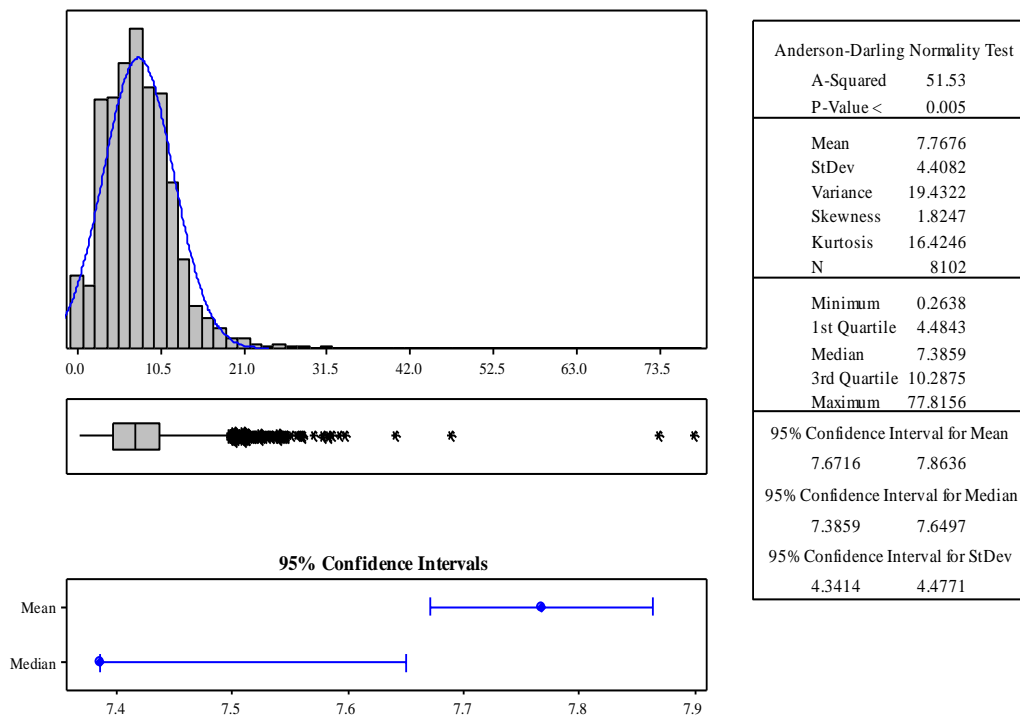 0.0 10.5 21.0 31.5 42.0 52.5 63.0 73.5
95% Confidence Intervals
Mean
Median
7.4 7.5 7.6 7.7 7.8 7.9
Anderson-Darling Normality Test
A-Squared 51.53
P-Value < 0.005
Mean 7.7676
StDev 4.4082
Variance 19.4322
Skewness 1.8247
Kurtosis 16.4246
N 8102
Minimum 0.2638
1st Quartile 4.4843
Median 7.3859
3rd Quartile 10.2875
Maximum 77.8156
95% Confidence Interval for Mean
7.6716 7.8636
95% Confidence Interval for Median
7.3859 7.6497
95% Confidence Interval for StDev
4.3414 4.4771